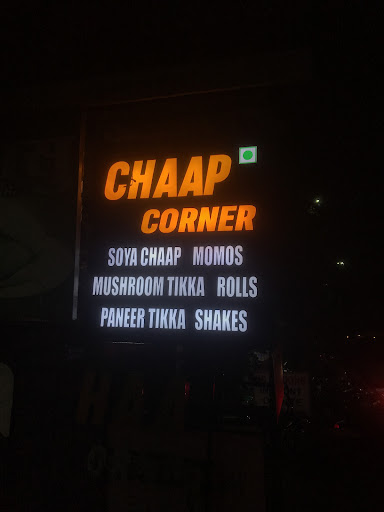 CHAAP
CORNER
SOYA CHAAP MOMOS
MUSHROOM TIKKA ROLLS
PANEER TIKKA SHAKES